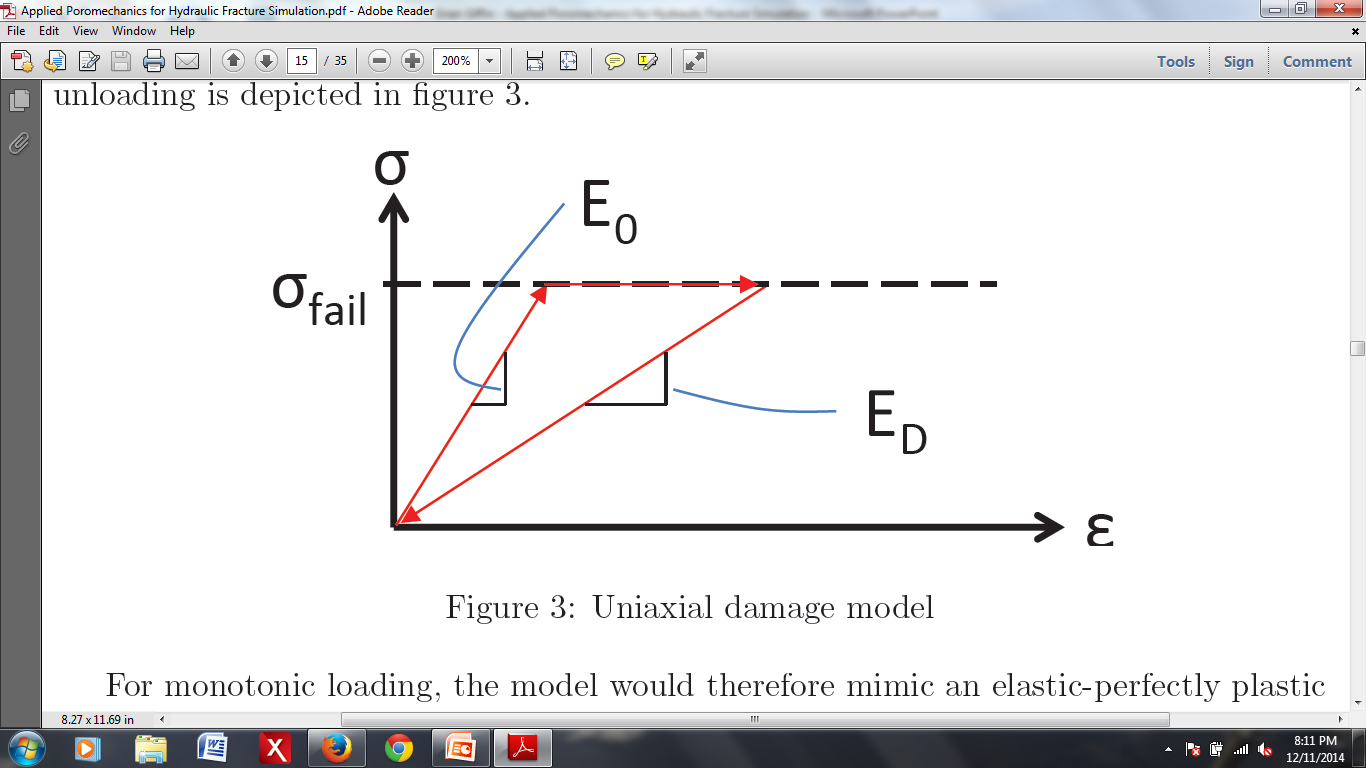 Applied Poromechanics for Hydraulic Fracture Simulation.pdf - Adobe Reader
File Edit View Window Help
15 / 35
200%
Tools Sign Comment
unloading is depicted in figure 3.
σ
E0
σfail
ED
ε
Figure 3: Uniaxial damage model
For monotonic loading, the model would therefore mimic an elastic-perfectly plastic
8.27 x 11.69 in
8:11 PM
12/11/2014